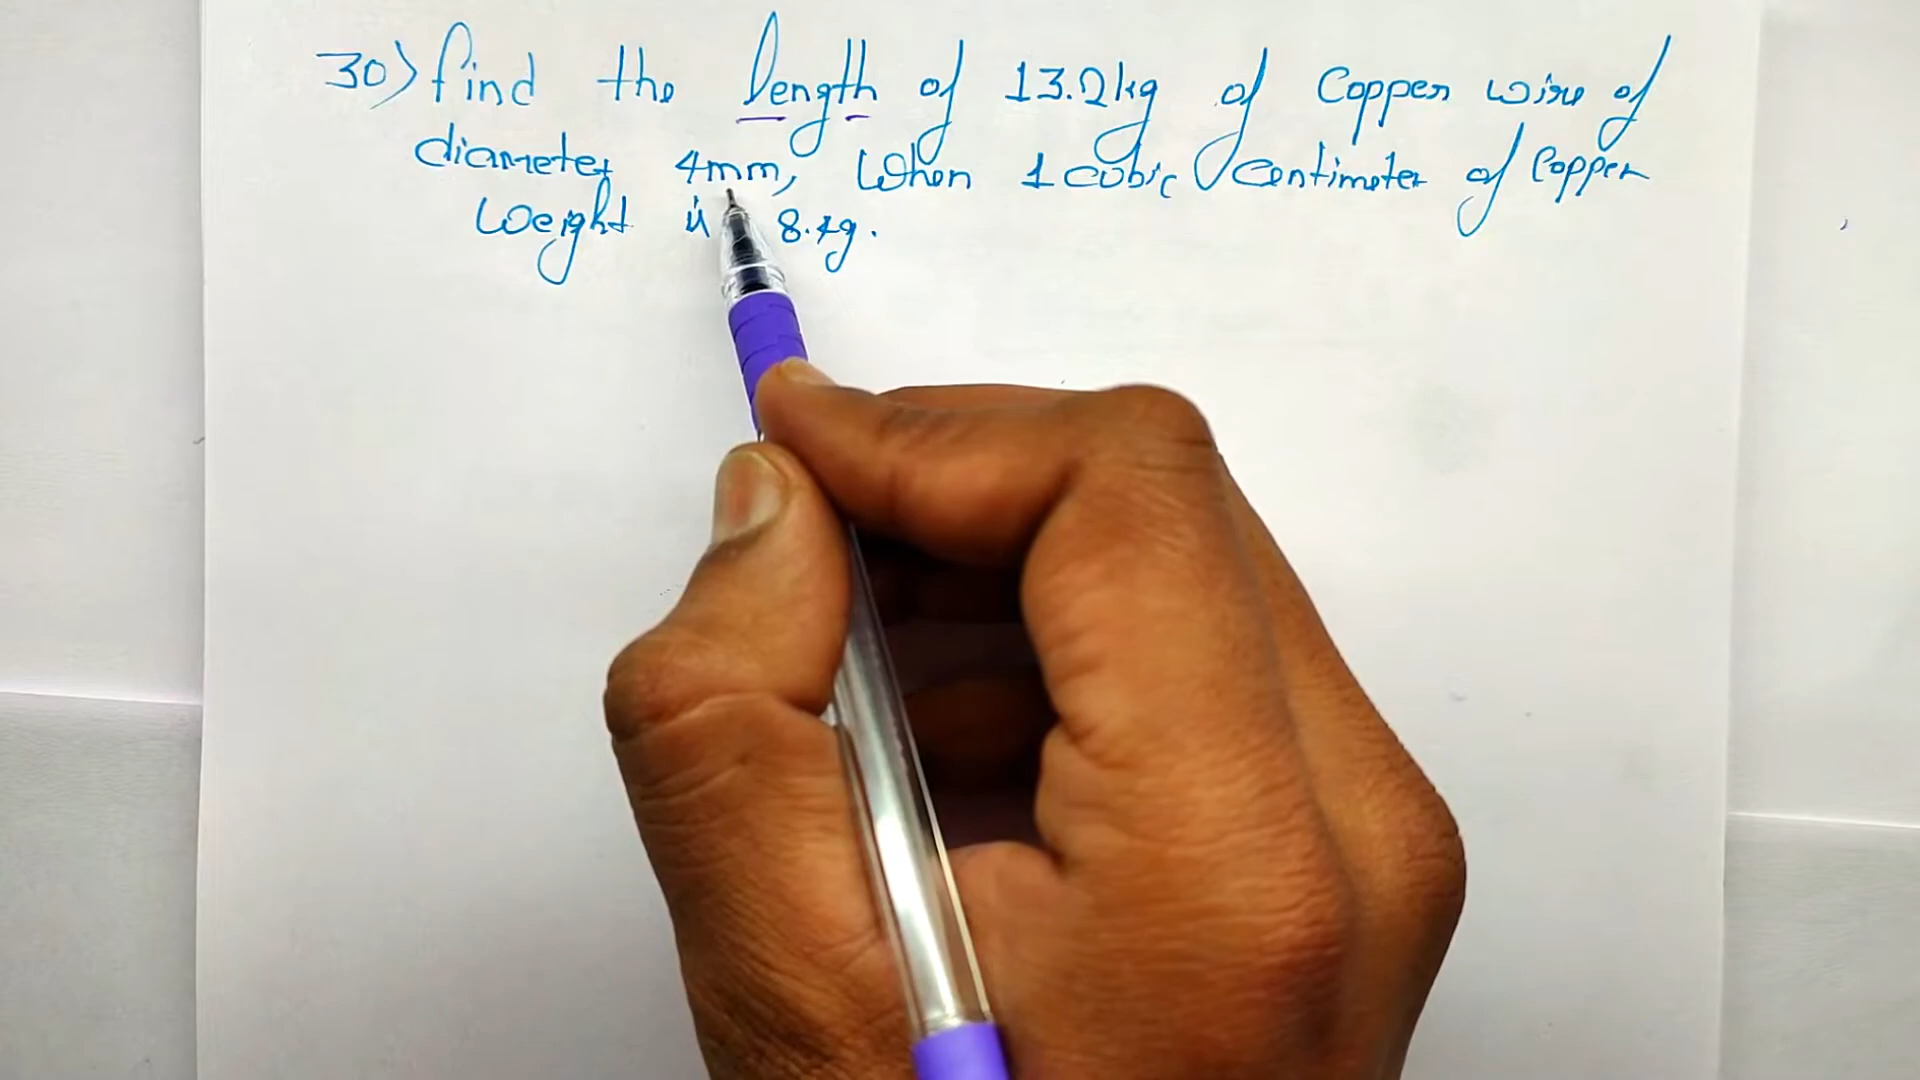 30) find the length of 13.2kg of Copper wire of
diameter 4mm, When 1 cubic Centimeter of Copper
Weight is 8.4g.